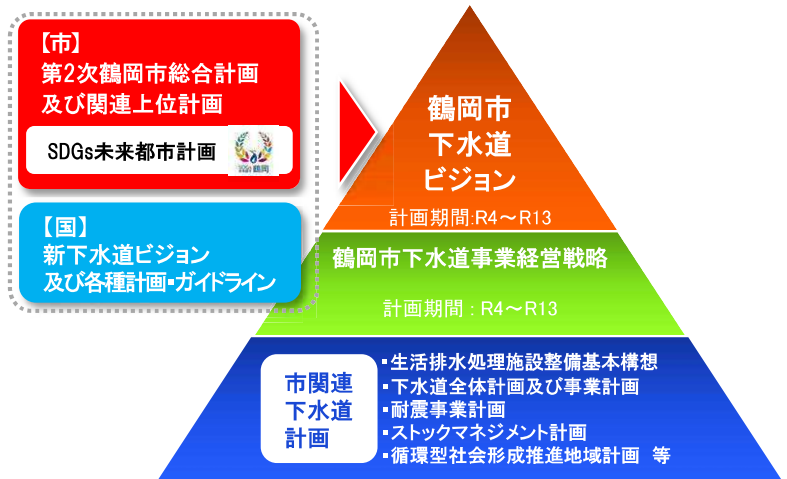 【市】
第2次鶴岡市総合計画
及び関連上位計画
SDGs未来都市計画
鶴岡
【国】
新下水道ビジョン
及び各種計画・ガイドライン
鶴岡市
下水道
ビジョン
計画期間:R4～R13
鶴岡市下水道事業経営戦略
計画期間：R4～R13
市関連
下水道
計画
・生活排水処理施設整備基本構想
・下水道全体計画及び事業計画
・耐震事業計画
・ストックマネジメント計画
・循環型社会形成推進地域計画 等